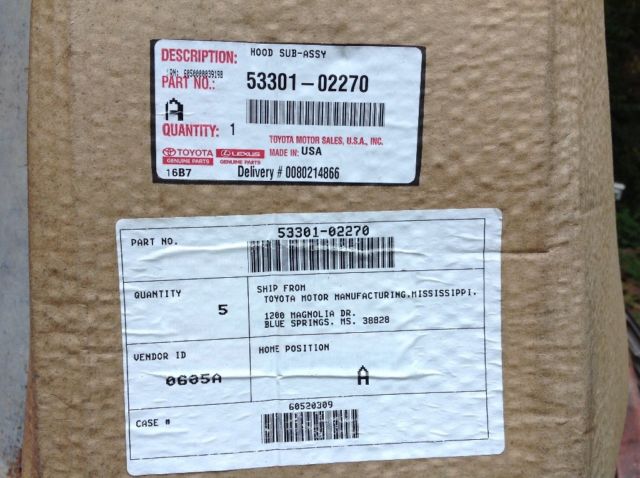 DESCRIPTION: HOOD SUB-ASSY
PART NO.: 53301-02270
A
QUANTITY: 1
TOYOTA MOTOR SALES, U.S.A., INC.
TOYOTA GENUINE PARTS LEXUS GENUINE PARTS MADE IN: USA
16B7 Delivery # 0080214866
PART NO. 53301-02270
QUANTITY 5
SHIP FROM
TOYOTA MOTOR MANUFACTURING,MISSISSIPPI.
1200 MAGNOLIA DR.
BLUE SPRINGS, MS. 38828
VENDOR ID 0605A
HOME POSITION A
CASE # 60520309